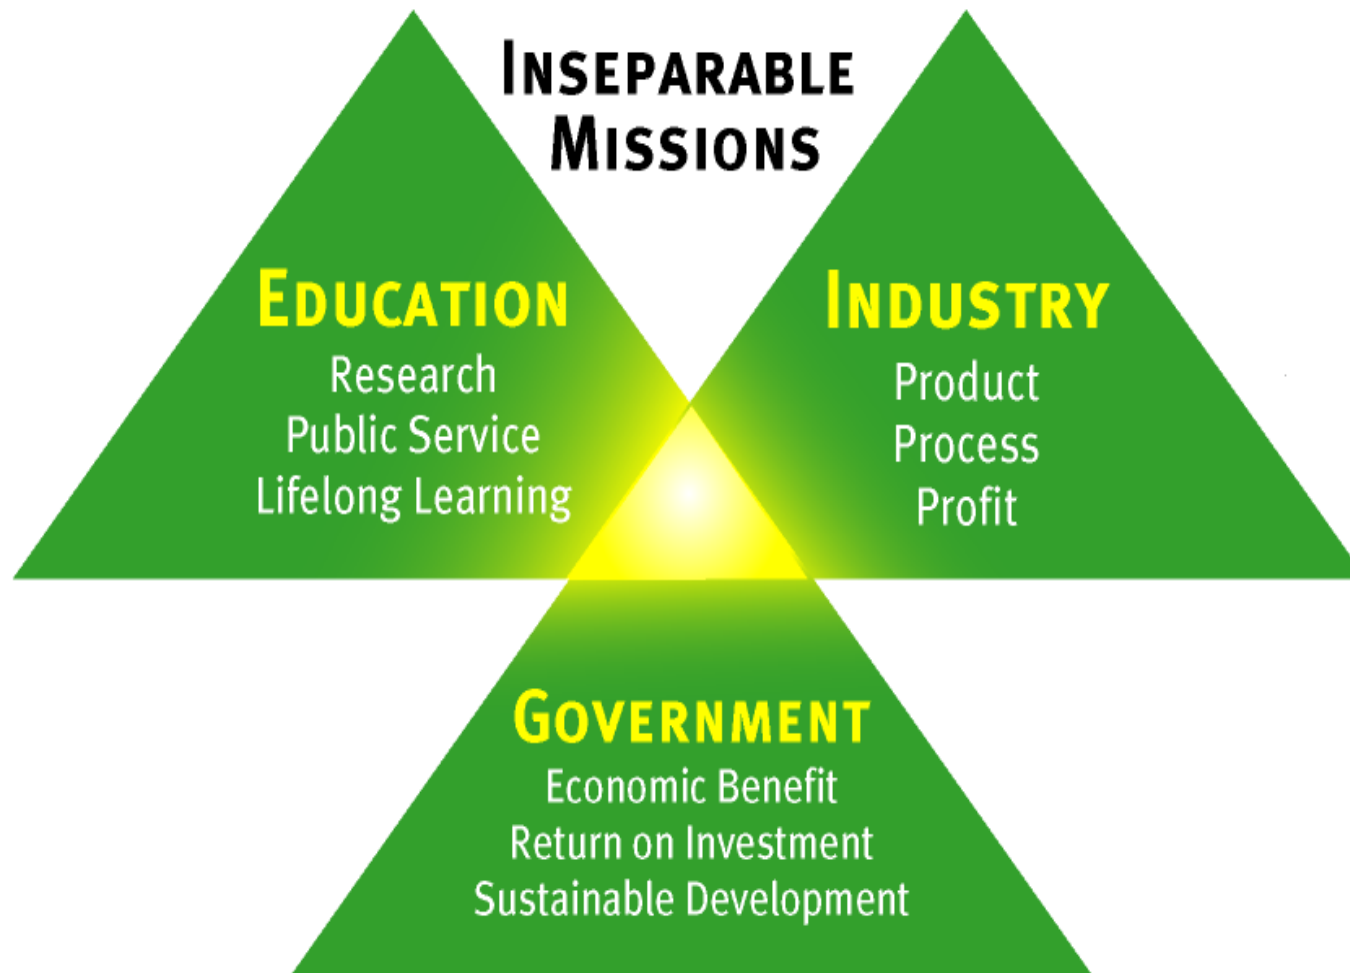 INSEPARABLE
MISSIONS
EDUCATION
Research
Public Service
Lifelong Learning
INDUSTRY
Product
Process
Profit
GOVERNMENT
Economic Benefit
Return on Investment
Sustainable Development